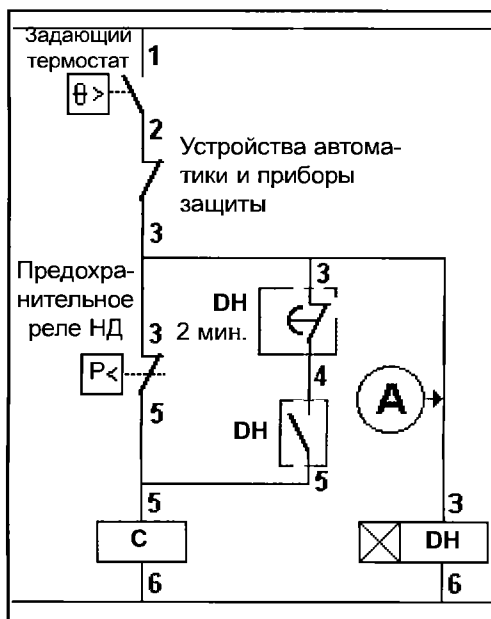 Задающий
термостат
1
θ>
2
Устройства автома-
тики и приборы
защиты
3
Предохра-
нительное
реле НД
3
DH
2 мин.
3
P<
4
A
5
DH
5
5
3
C
DH
6
6